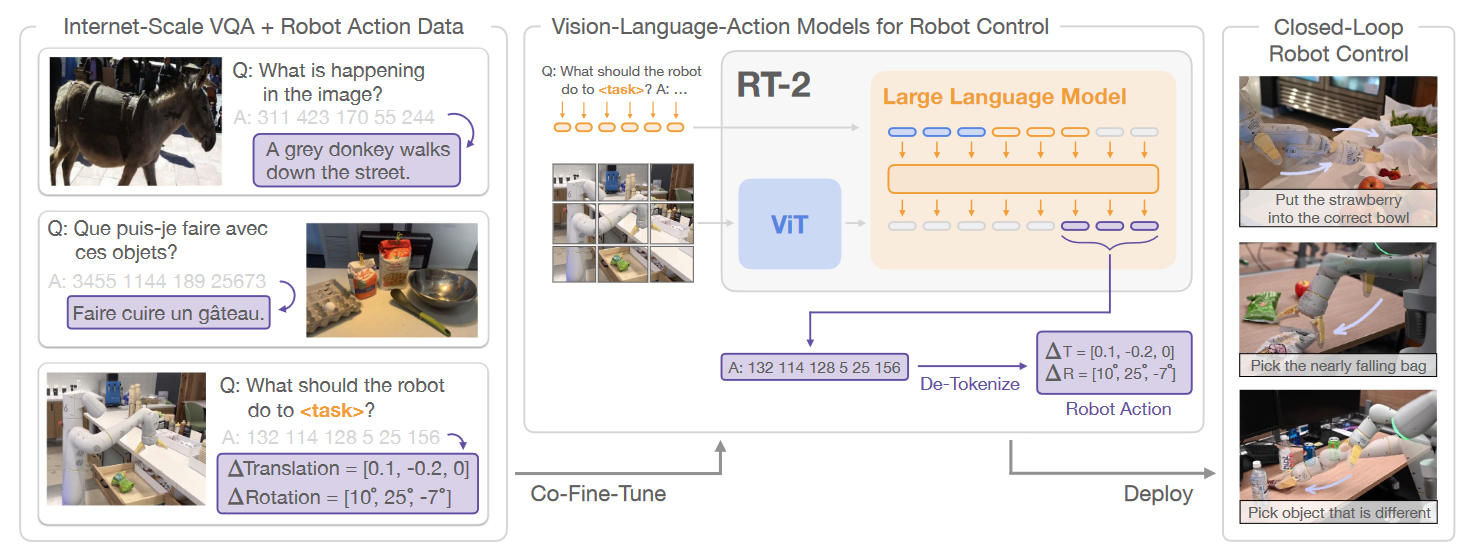 Internet-Scale VQA + Robot Action Data
Q: What is happening
in the image?
A: 311 423 170 55 244
A grey donkey walks
down the street.
Q: Que puis-je faire avec
ces objets?
A: 3455 1144 189 25673
Faire cuire un gâteau.
Q: What should the robot
do to <task>?
A: 132 114 128 5 25 156
ΔTranslation = [0.1, -0.2, 0]
ΔRotation = [10°, 25°, -7°]
Co-Fine-Tune
Vision-Language-Action Models for Robot Control
Q: What should the robot
do to <task>? A: ...
RT-2
Large Language Model
ViT
A: 132 114 128 5 25 156
De-Tokenize
ΔT = [0.1, -0.2, 0]
ΔR = [10°, 25°, -7°]
Robot Action
Deploy
Closed-Loop
Robot Control
Put the strawberry
into the correct bowl
Pick the nearly falling bag
Pick object that is different